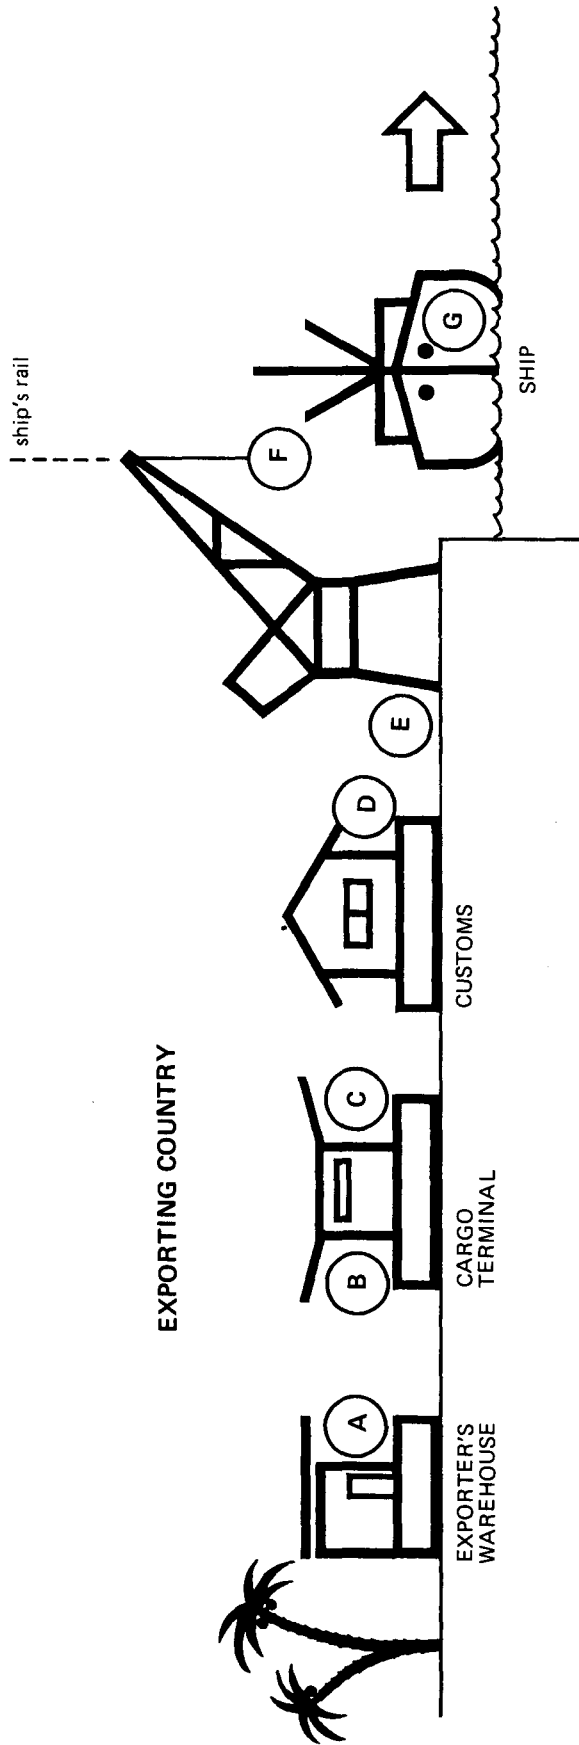 EXPORTING COUNTRY
ship's rail
A
B
C
D
E
F
G
EXPORTER'S
WAREHOUSE
CARGO
TERMINAL
CUSTOMS
SHIP